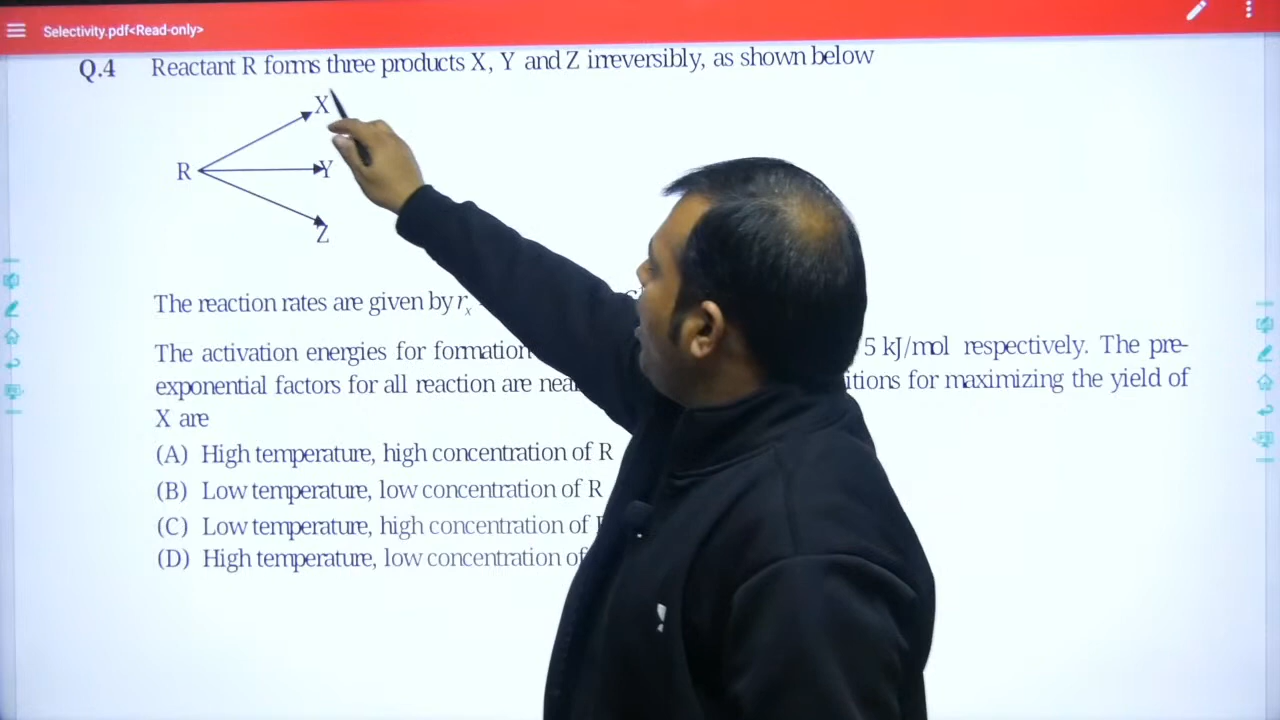 Selectivity.pdf<Read-only>
Q.4 Reactant R forms three products X, Y and Z irreversibly, as shown below
X
R Y
Z
The reaction rates are given by rₓ
The activation energies for formation 5 kJ/mol respectively. The pre-
exponential factors for all reaction are for maximizing the yield of
X are
(A) High temperature, high concentration of R
(B) Low temperature, low concentration of R
(C) Low temperature, high concentration of
(D) High temperature, low concentration of